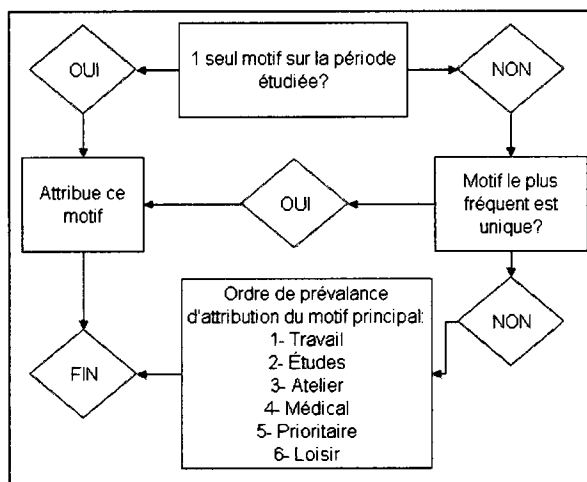 OUI
1 seul motif sur la période
étudiée?
NON
Attribue ce
motif
OUI
Motif le plus
fréquent est
unique?
Ordre de prévalance
d'attribution du motif principal:
1- Travail
2- Études
3- Atelier
4- Médical
5- Prioritaire
6- Loisir
NON
FIN